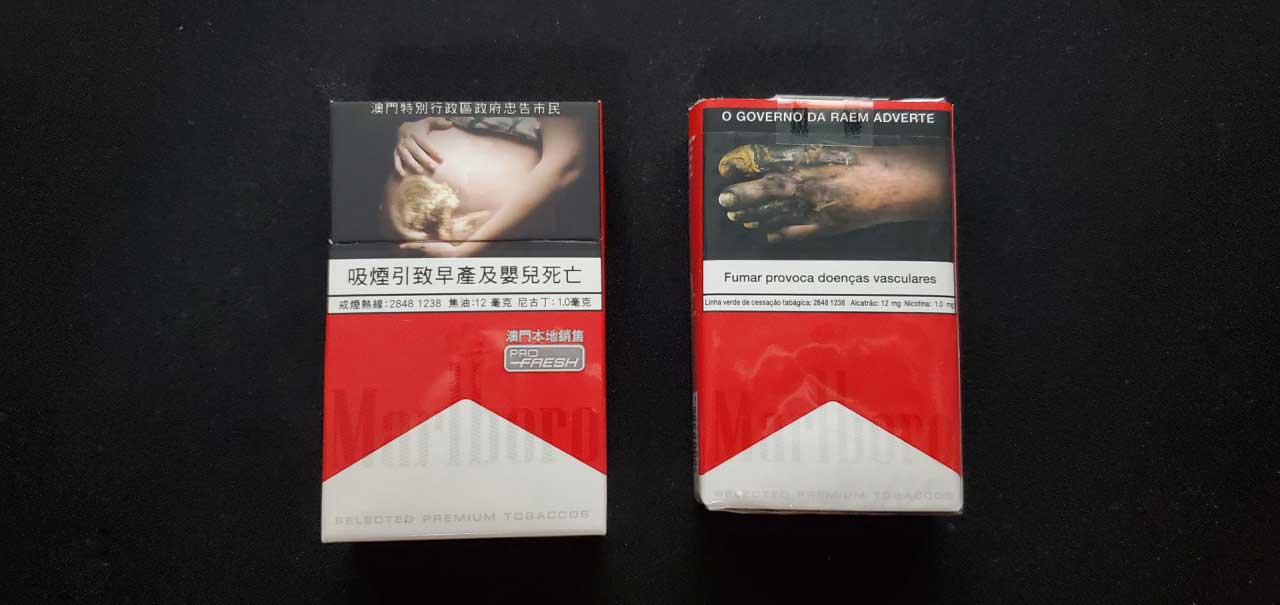 澳門特別行政區政府忠告市民
吸煙引致早產及嬰兒死亡
戒煙熱線:2848 1238 焦油:12 毫克 尼古丁:1.0毫克
澳門本地銷售
PRO
FRESH
Marlboro
SELECTED PREMIUM TOBACCOS
O GOVERNO DA RAEM ADVERTE
Fumar provoca doenças vasculares
Linha verde de cessação tabágica: 2848 1238 Alcatrão: 12 mg Nicotina: 1.0 mg
Marlboro
SELECTED PREMIUM TOBACCOS